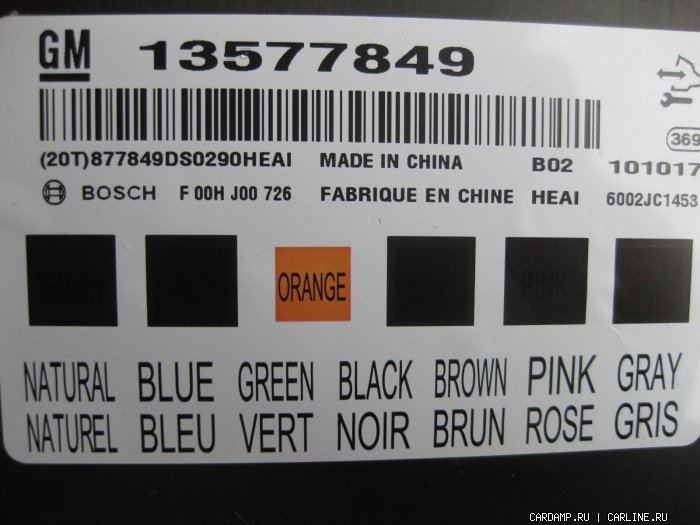 GM 13577849
369
(20T)877849DS0290HEAI MADE IN CHINA B02 101017
BOSCH F 00H J00 726 FABRIQUE EN CHINE HEAI 6002JC1453
ORANGE PINK
NATURAL BLUE GREEN BLACK BROWN PINK GRAY
NATUREL BLEU VERT NOIR BRUN ROSE GRIS
CARDAMP.RU | CARLINE.RU